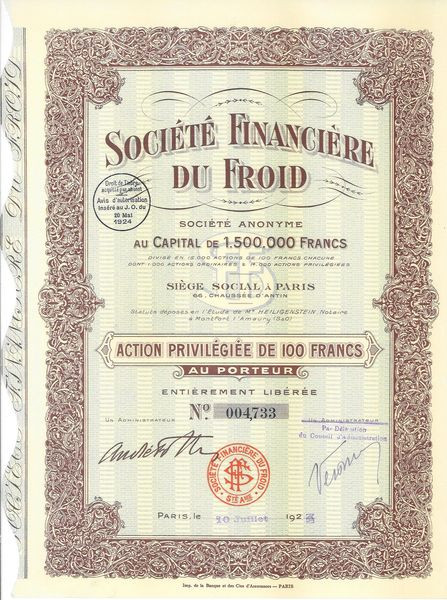 SOCIÉTÉ FINANCIÈRE
DU FROID
Droit de Timbre
acquitté par abonnt
Avis d'autorisation
inséré au J.O. du
20 Mai
1924
SOCIÉTÉ ANONYME
AU CAPITAL DE 1.500.000 FRANCS
DIVISÉ EN 15.000 ACTIONS DE 100 FRANCS CHACUNE
DONT 1.000 ACTIONS ORDINAIRES & 14.000 ACTIONS PRIVILÉGIÉES
SIÈGE SOCIAL À PARIS
66, CHAUSSÉE D'ANTIN
Statuts déposés en l'Étude de Me HEILIGENSTEIN, Notaire
à Montfort l'Amaury (S&O)
ACTION PRIVILÉGIÉE DE 100 FRANCS
AU PORTEUR
ENTIÈREMENT LIBÉRÉE
No. 004,733
UN ADMINISTRATEUR
UN ADMINISTRATEUR
Par Délégation
du Conseil d'administration
SOCIÉTÉ FINANCIÈRE DU FROID
STÉ AME
PARIS, le 10 Juillet 192
Imp. de la Banque et des Cies d'Assurances - PARIS